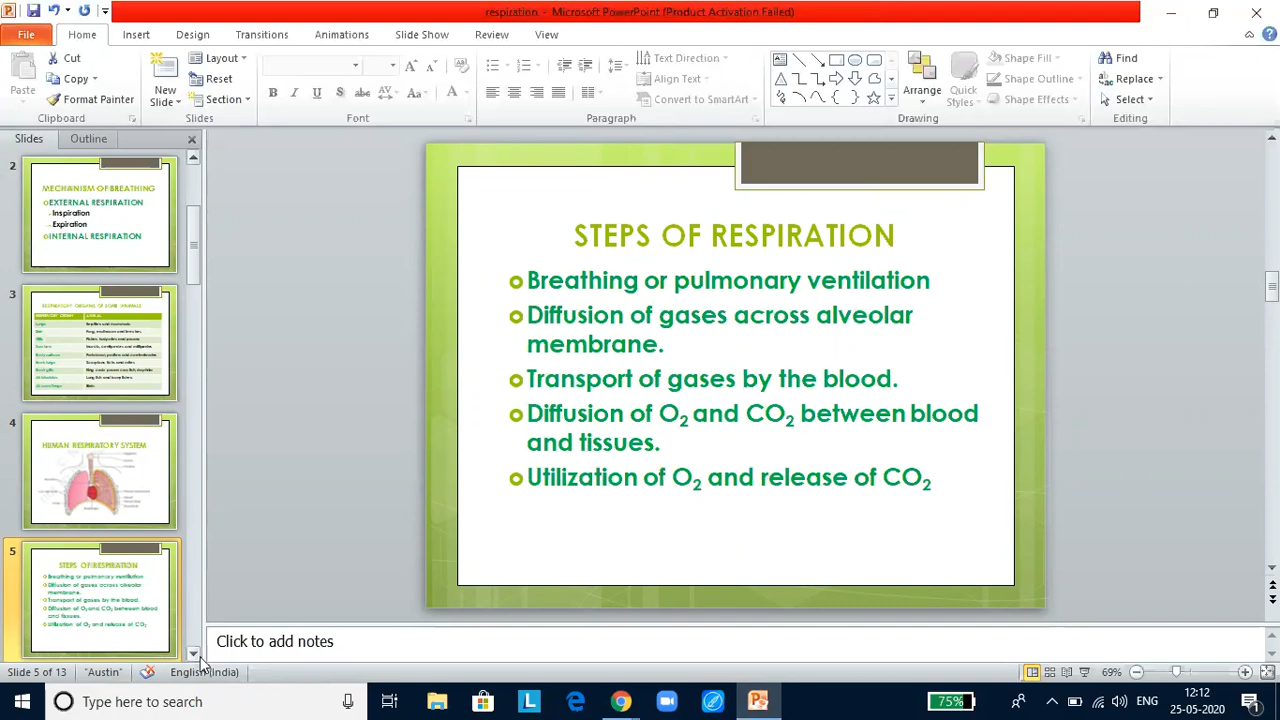 respiration - Microsoft PowerPoint (Product Activation Failed)
File Home Insert Design Transitions Animations Slide Show Review View
Cut
Copy
Format Painter
Paste
Clipboard
New
Slide
Layout
Reset
Section
Slides
Font
Paragraph
Text Direction
Align Text
Convert to SmartArt
Arrange
Quick
Styles
Shape Fill
Shape Outline
Shape Effects
Drawing
Find
Replace
Select
Editing
Slides Outline
2
MECHANISM OF BREATHING
EXTERNAL RESPIRATION
-Inspiration
-Expiration
INTERNAL RESPIRATION
3
4
HUMAN RESPIRATORY SYSTEM
5
STEPS OF RESPIRATION
Breathing or pulmonary ventilation
Diffusion of gases across alveolar
membrane.
Transport of gases by the blood.
Diffusion of O2 and CO2 between blood
and tissues.
Utilization of O2 and release of CO2
STEPS OF RESPIRATION
Breathing or pulmonary ventilation
Diffusion of gases across alveolar
membrane.
Transport of gases by the blood.
Diffusion of O2 and CO2 between blood
and tissues.
Utilization of O2 and release of CO2
Click to add notes
Slide 5 of 13 "Austin" English (India) 69%
Type here to search
75%
ENG
12:12
25-05-2020